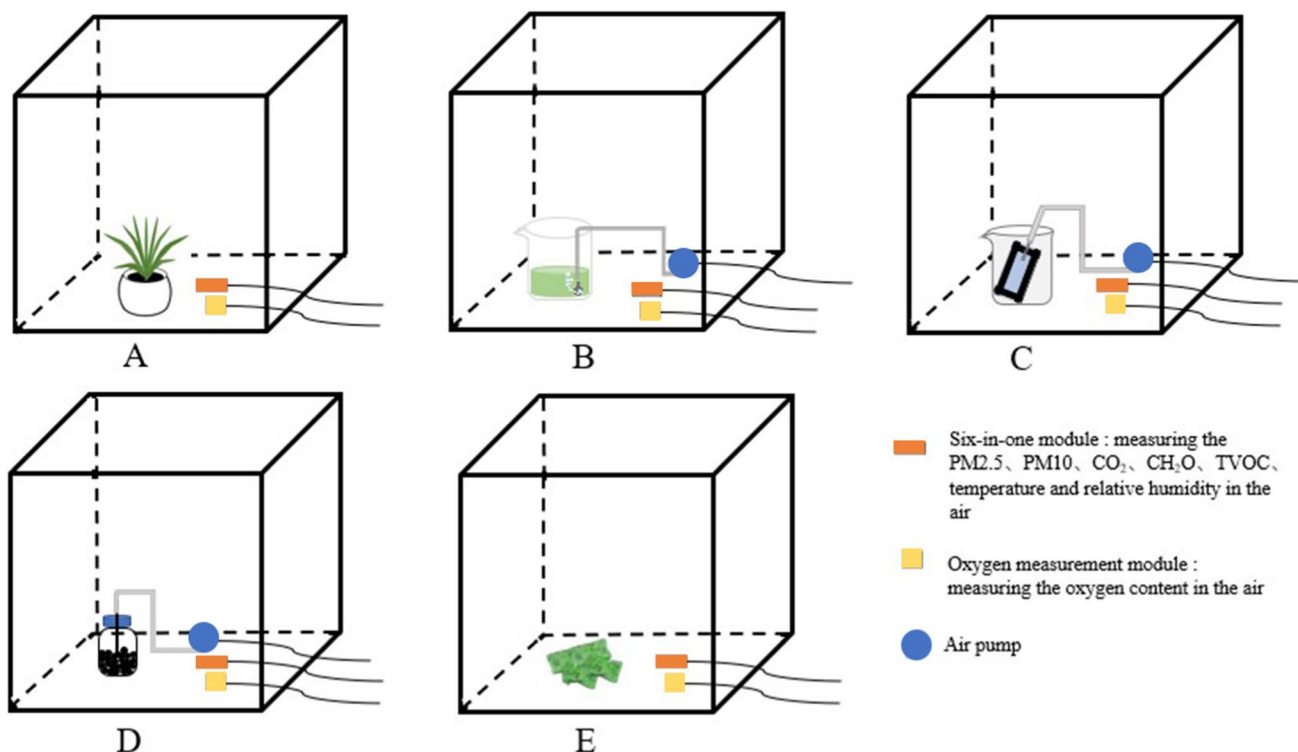 A
B
C
D
E
Six-in-one module : measuring the
PM2.5、PM10、CO₂、CH₂O、TVOC、
temperature and relative humidity in the
air
Oxygen measurement module :
measuring the oxygen content in the air
Air pump